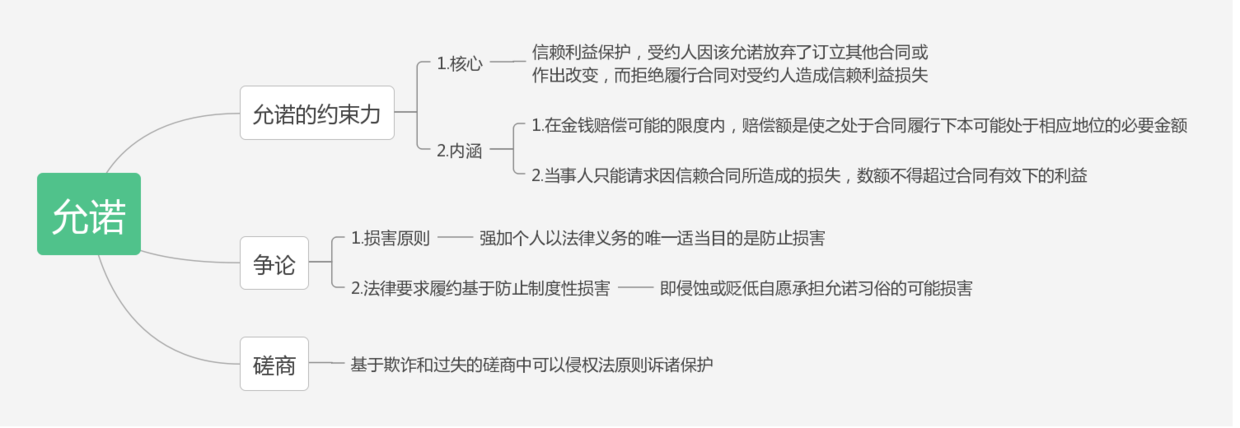 允诺
允诺的约束力
1.核心
信赖利益保护，受约人因该允诺放弃了订立其他合同或
作出改变，而拒绝履行合同对受约人造成信赖利益损失
2.内涵
1.在金钱赔偿可能的限度内，赔偿额是使之处于合同履行下本可能处于相应地位的必要金额
2.当事人只能请求因信赖合同所造成的损失，数额不得超过合同有效下的利益
争论
1.损害原则
强加个人以法律义务的唯一适当目的是防止损害
2.法律要求履约基于防止制度性损害
即侵蚀或贬低自愿承担允诺习俗的可能损害
磋商
基于欺诈和过失的磋商中可以侵权法原则诉诸保护